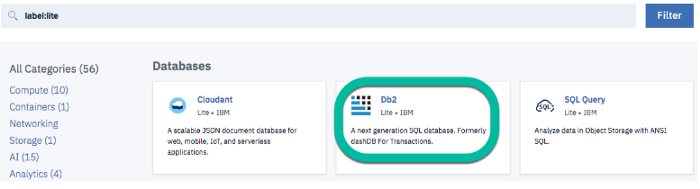 label:lite
Filter
All Categories (56)
Compute (10)
Containers (1)
Networking
Storage (1)
AI (15)
Analytics (4)
Databases
Cloudant
Lite • IBM
A scalable JSON document database for
web, mobile, IoT, and serverless
applications.
Db2
Lite • IBM
A next generation SQL database. Formerly
dashDB For Transactions.
SQL
SQL Query
Lite • IBM
Analyze data in Object Storage with ANSI
SQL.